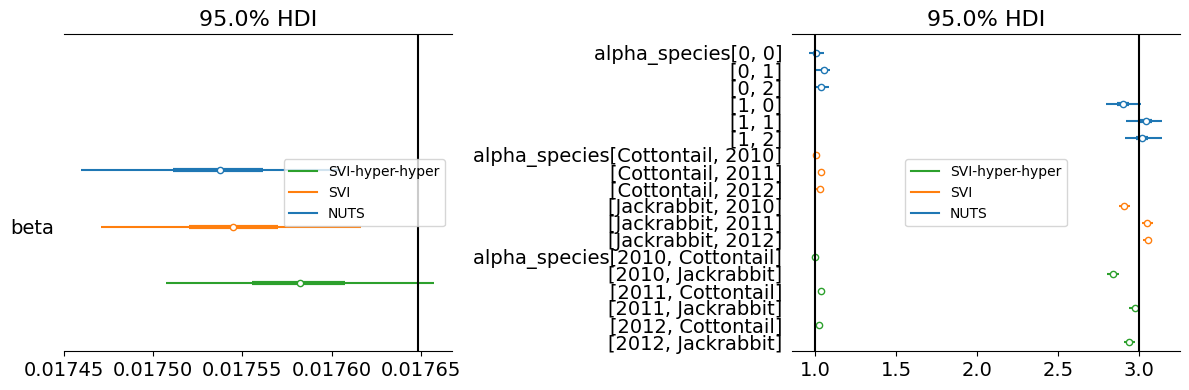 95.0% HDI
beta
SVI-hyper-hyper
SVI
NUTS
0.01745 0.01750 0.01755 0.01760 0.01765
95.0% HDI
alpha_species[0, 0]
[0, 1]
[0, 2]
[1, 0]
[1, 1]
[1, 2]
alpha_species[Cottontail, 2010]
[Cottontail, 2011]
[Cottontail, 2012]
[Jackrabbit, 2010]
[Jackrabbit, 2011]
[Jackrabbit, 2012]
alpha_species[2010, Cottontail]
[2010, Jackrabbit]
[2011, Cottontail]
[2011, Jackrabbit]
[2012, Cottontail]
[2012, Jackrabbit]
SVI-hyper-hyper
SVI
NUTS
1.0 1.5 2.0 2.5 3.0